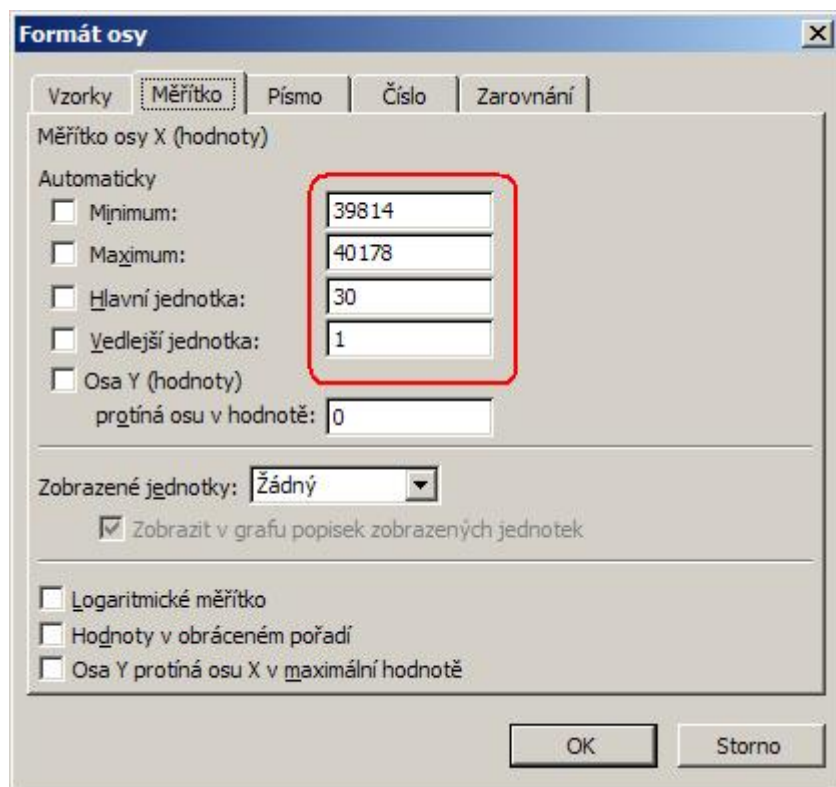 Formát osy
Vzorky Měřítko Písmo Číslo Zarovnání
Měřítko osy X (hodnoty)
Automaticky
Minimum: 39814
Maximum: 40178
Hlavní jednotka: 30
Vedlejší jednotka: 1
Osa Y (hodnoty)
protíná osu v hodnotě: 0
Zobrazené jednotky: Žádný
Zobrazit v grafu popisek zobrazených jednotek
Logaritmické měřítko
Hodnoty v obráceném pořadí
Osa Y protíná osu X v maximální hodnotě
OK Storno